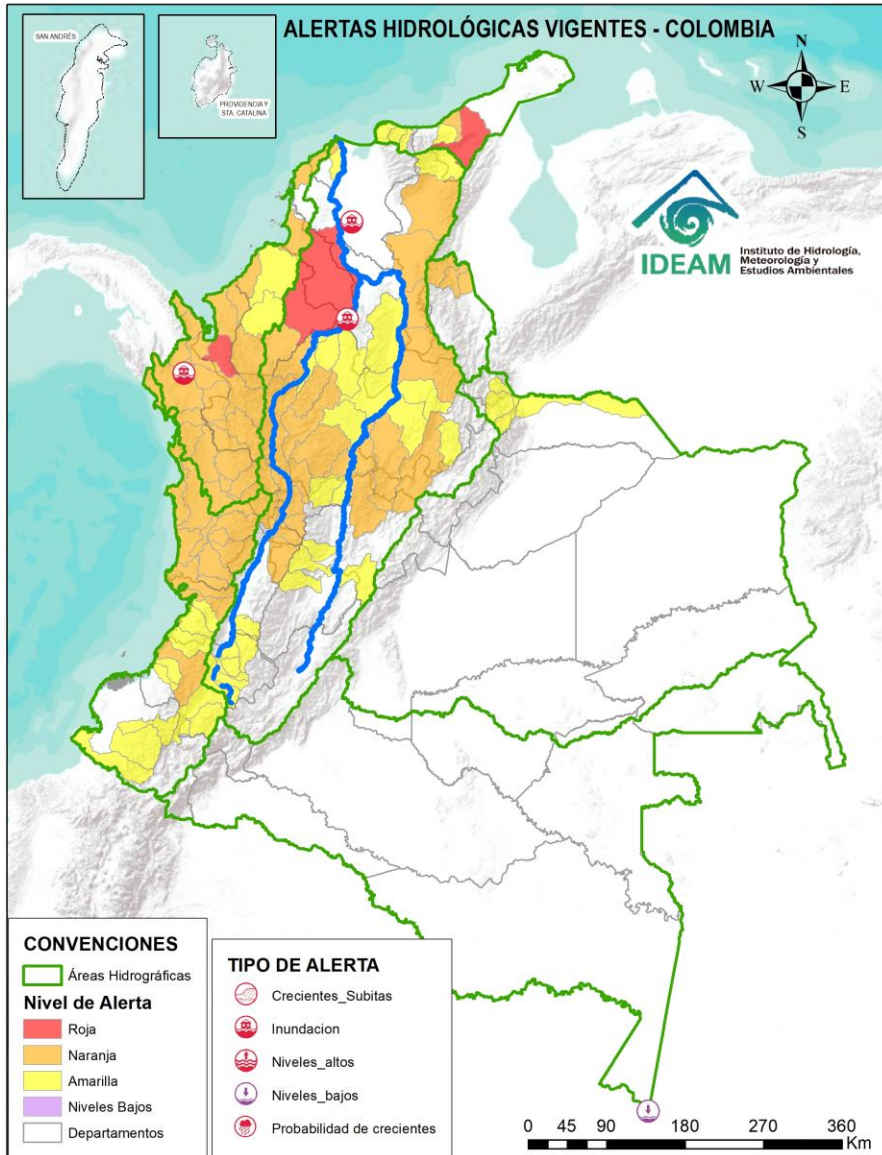 ALERTAS HIDROLÓGICAS VIGENTES - COLOMBIA
SAN ANDRÉS
PROVIDENCIA Y
STA. CATALINA
N
W
E
S
IDEAM
Instituto de Hidrología,
Meteorología y
Estudios Ambientales
CONVENCIONES
Áreas Hidrográficas
Nivel de Alerta
Roja
Naranja
Amarilla
Niveles Bajos
Departamentos
TIPO DE ALERTA
Crecientes_Subitas
Inundacion
Niveles_altos
Niveles_bajos
Probabilidad de crecientes
0 45 90 180 270 360
Km